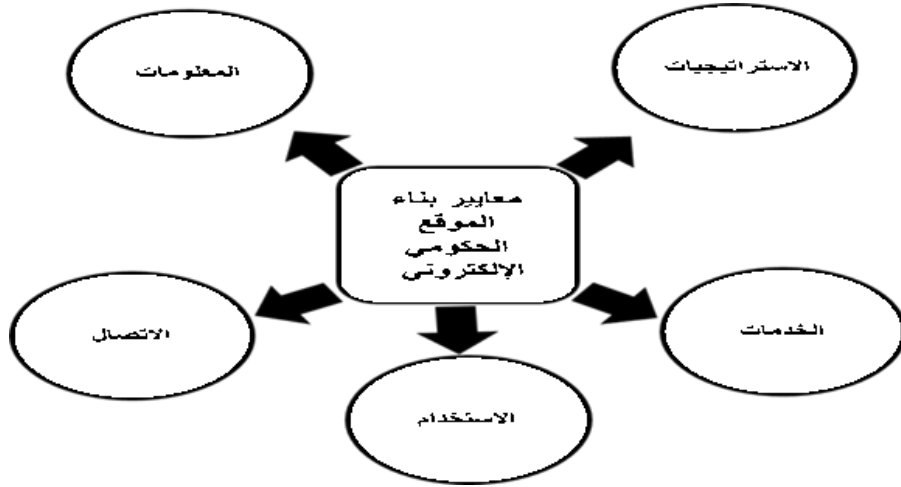 الاستراتيجيات
المعلومات
معايير بناء
الموقع
الحكومي
الإلكتروني
الخدمات
الاتصال
الاستخدام